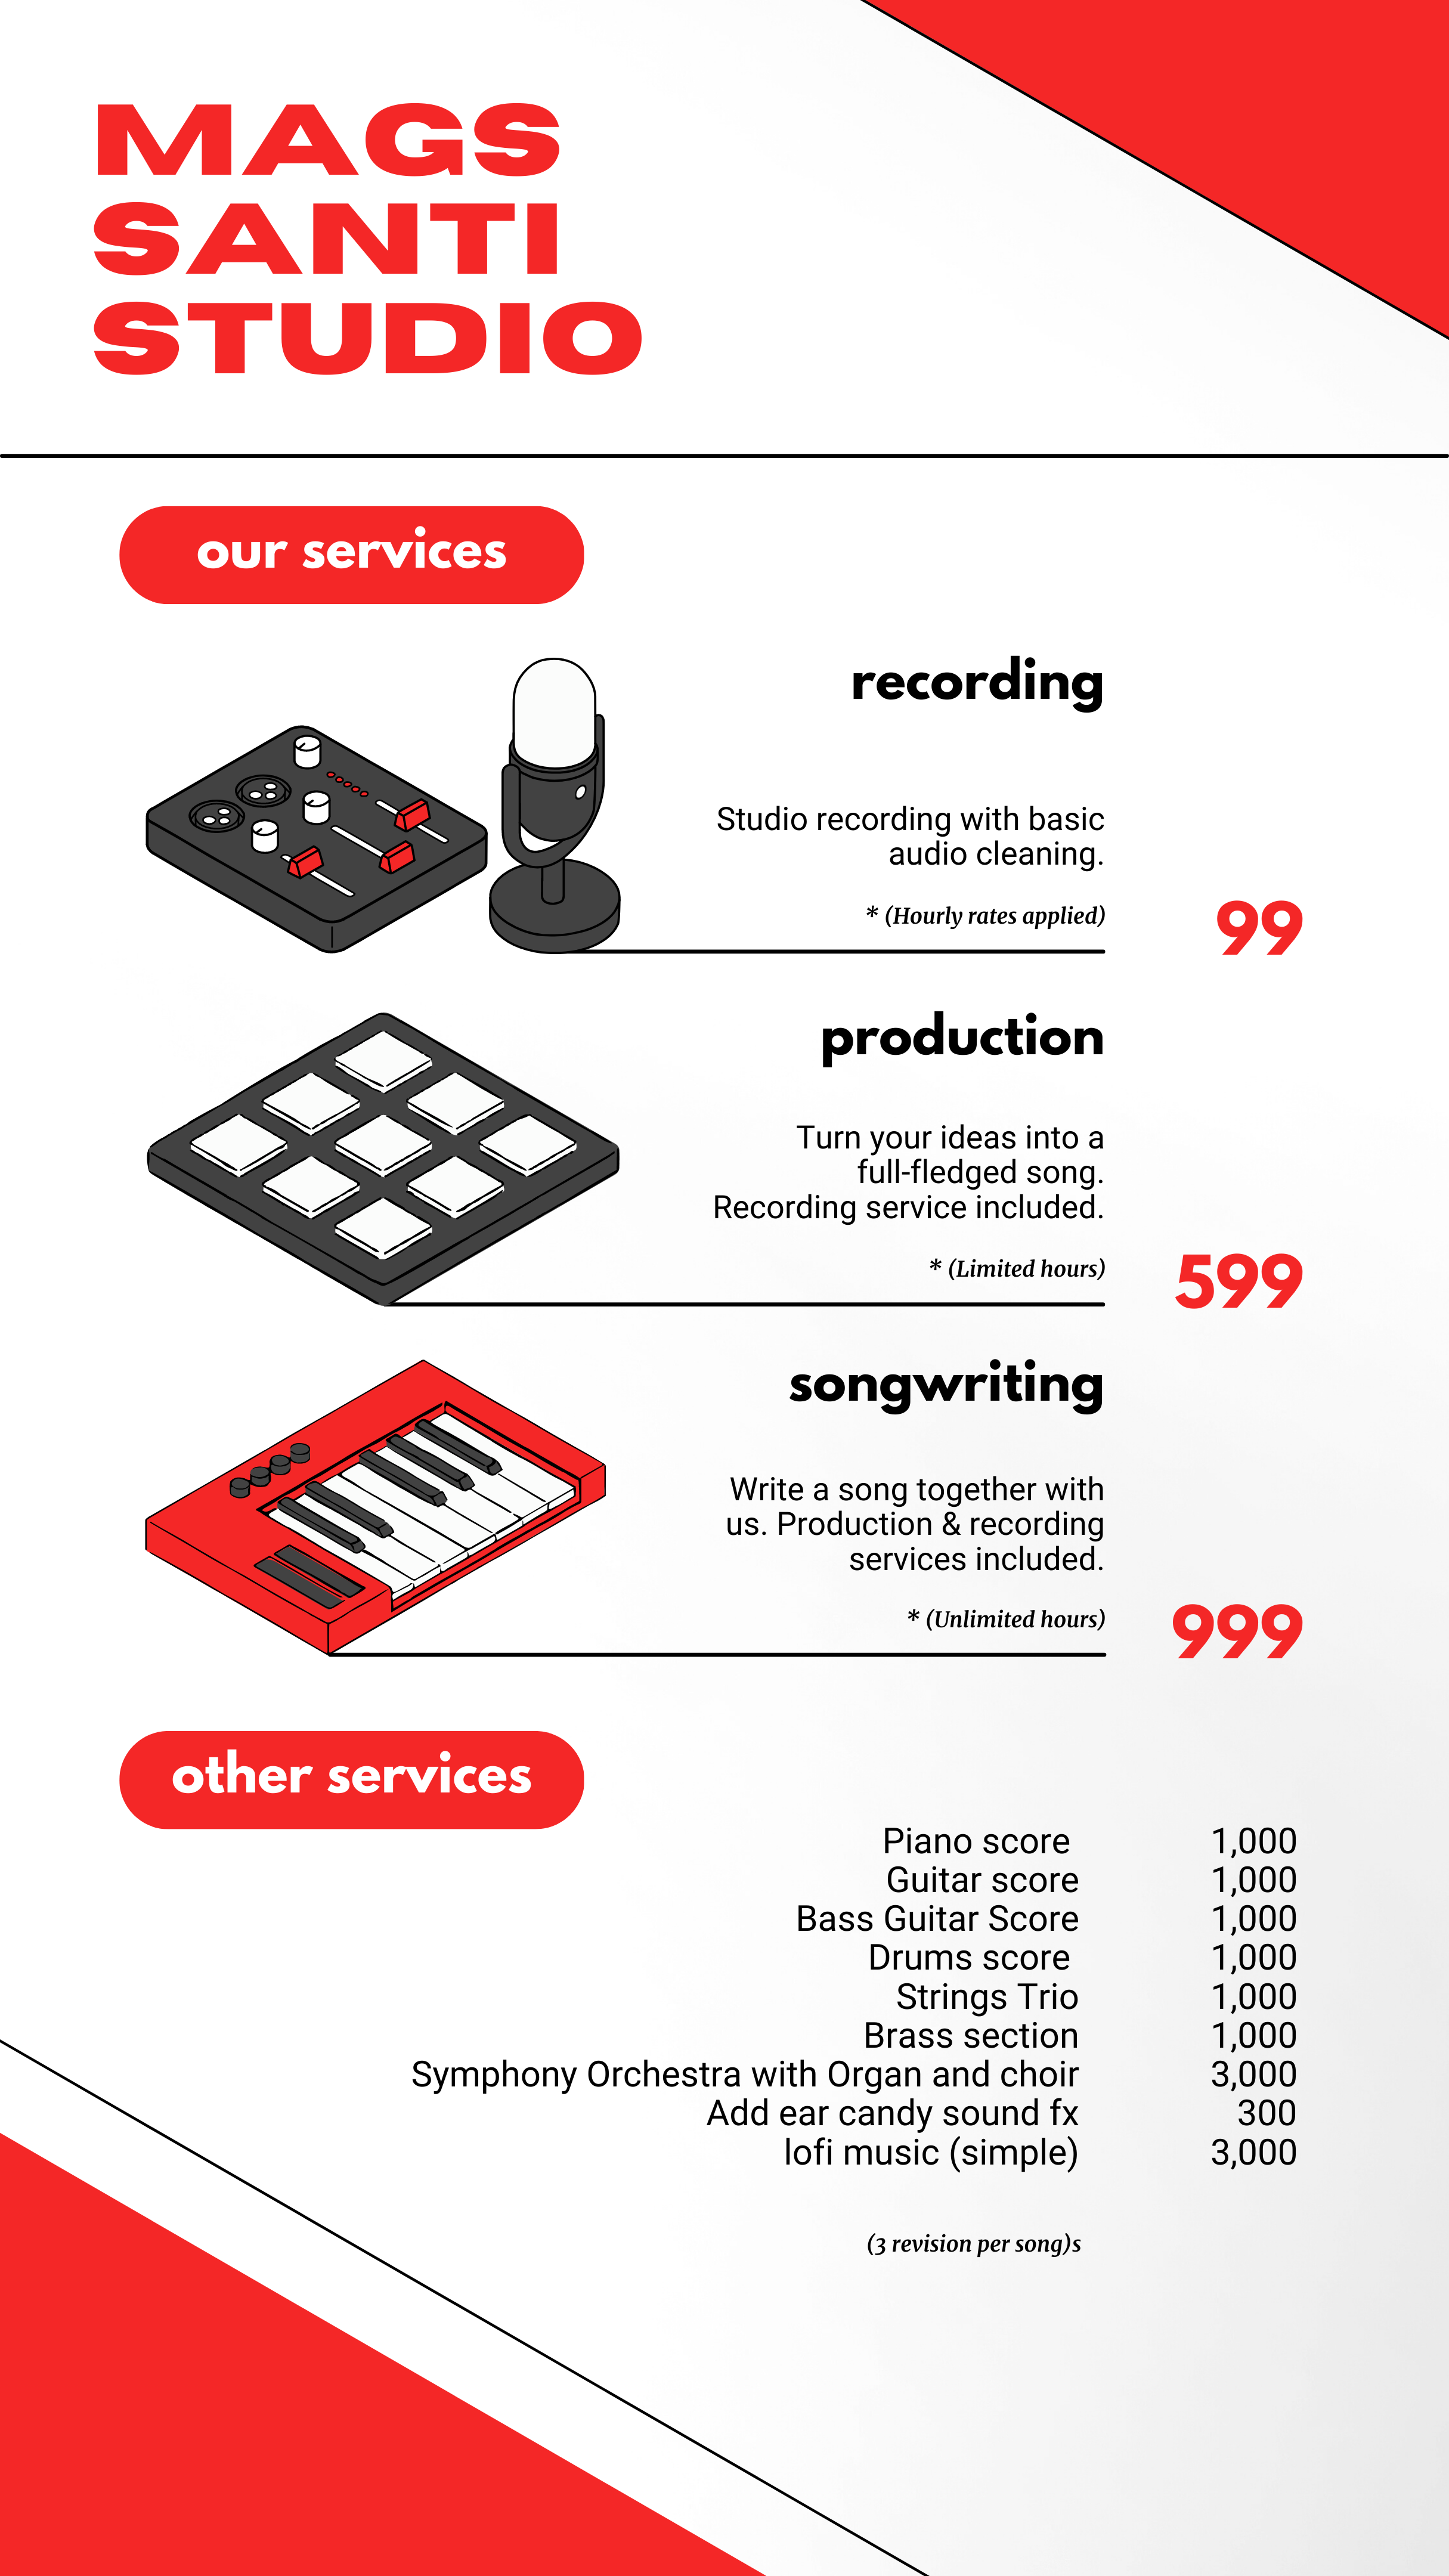 MAGS
SANTI
STUDIO
our services
recording
Studio recording with basic
audio cleaning.
* (Hourly rates applied)
99
production
Turn your ideas into a
full-fledged song.
Recording service included.
* (Limited hours)
599
songwriting
Write a song together with
us. Production & recording
services included.
* (Unlimited hours)
999
other services
Piano score 1,000
Guitar score 1,000
Bass Guitar Score 1,000
Drums score 1,000
Strings Trio 1,000
Brass section 1,000
Symphony Orchestra with Organ and choir 3,000
Add ear candy sound fx 300
lofi music (simple) 3,000
(3 revision per song)s